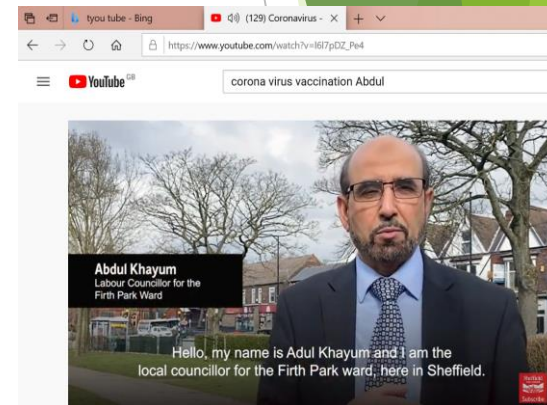 tyou tube - Bing
(129) Coronavirus -
https://www.youtube.com/watch?v=l6l7pDZ_Pe4
YouTube GB
corona virus vaccination Abdul
Abdul Khayum
Labour Councillor for the
Firth Park Ward
Hello, my name is Adul Khayum and I am the
local councillor for the Firth Park ward, here in Sheffield.
Sheffield
Subscribe